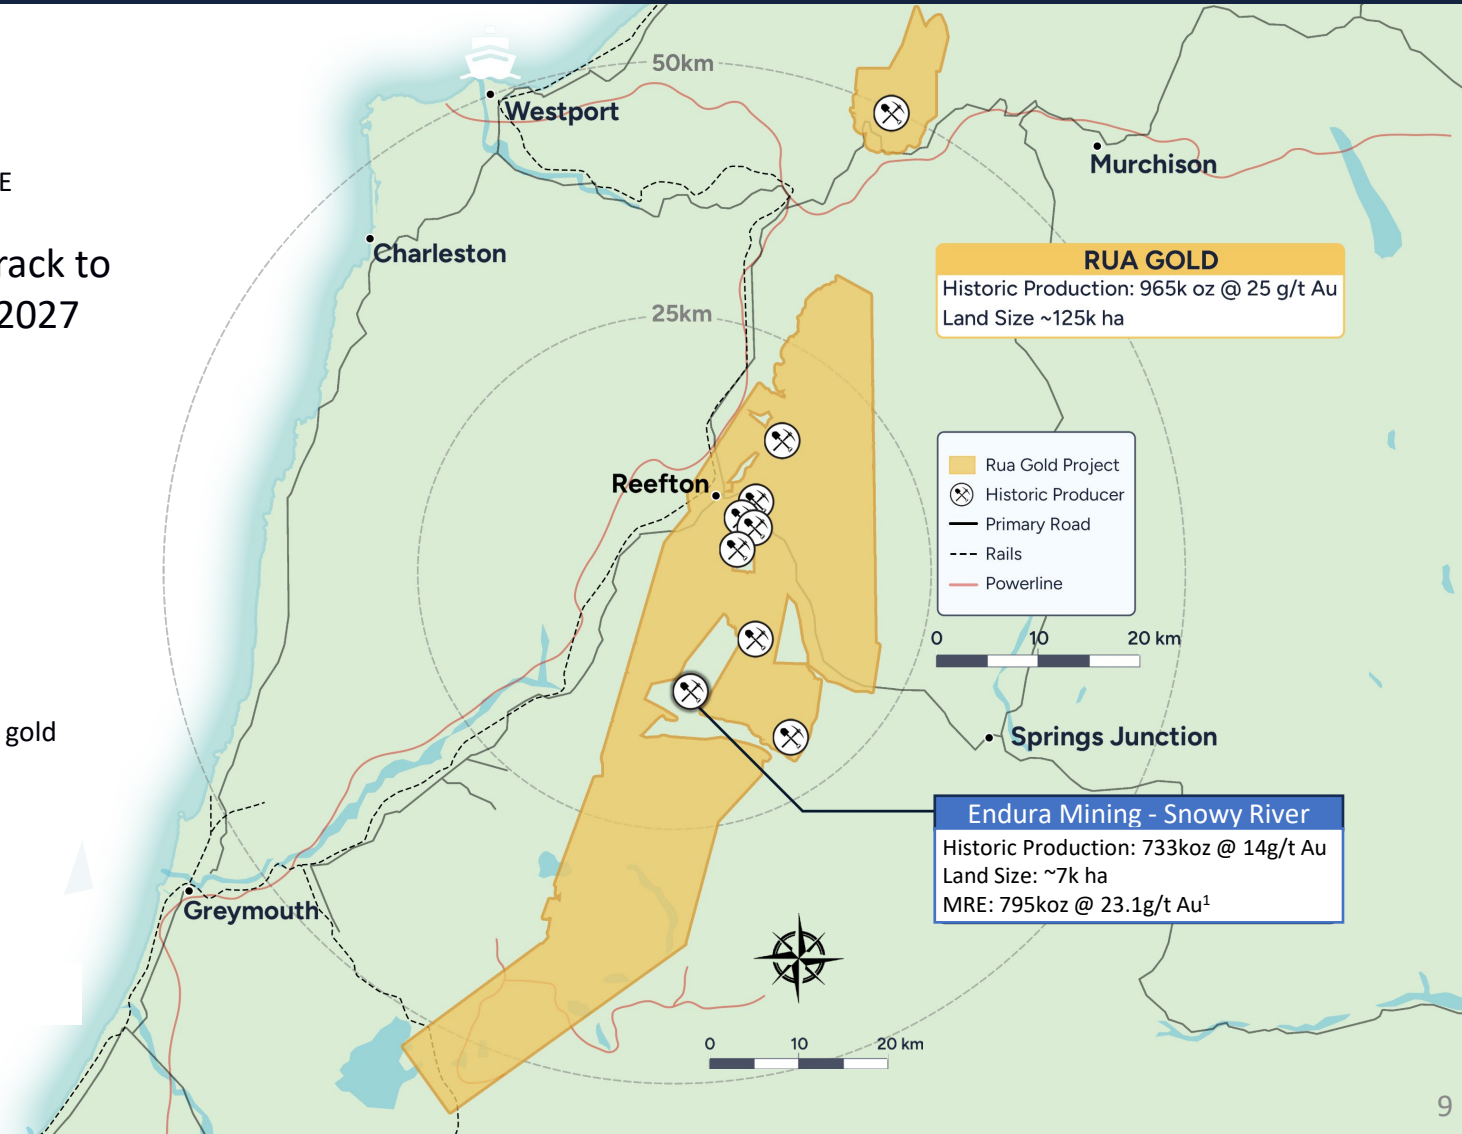 E
rack to
2027
gold
50km
Westport
Murchison
Charleston
RUA GOLD
Historic Production: 965k oz @ 25 g/t Au
Land Size ~125k ha
25km
Rua Gold Project
Historic Producer
Primary Road
Rails
Powerline
Reefton
0 10 20 km
Springs Junction
Endura Mining - Snowy River
Historic Production: 733koz @ 14g/t Au
Land Size: ~7k ha
MRE: 795koz @ 23.1g/t Au¹
Greymouth
0 10 20 km
9